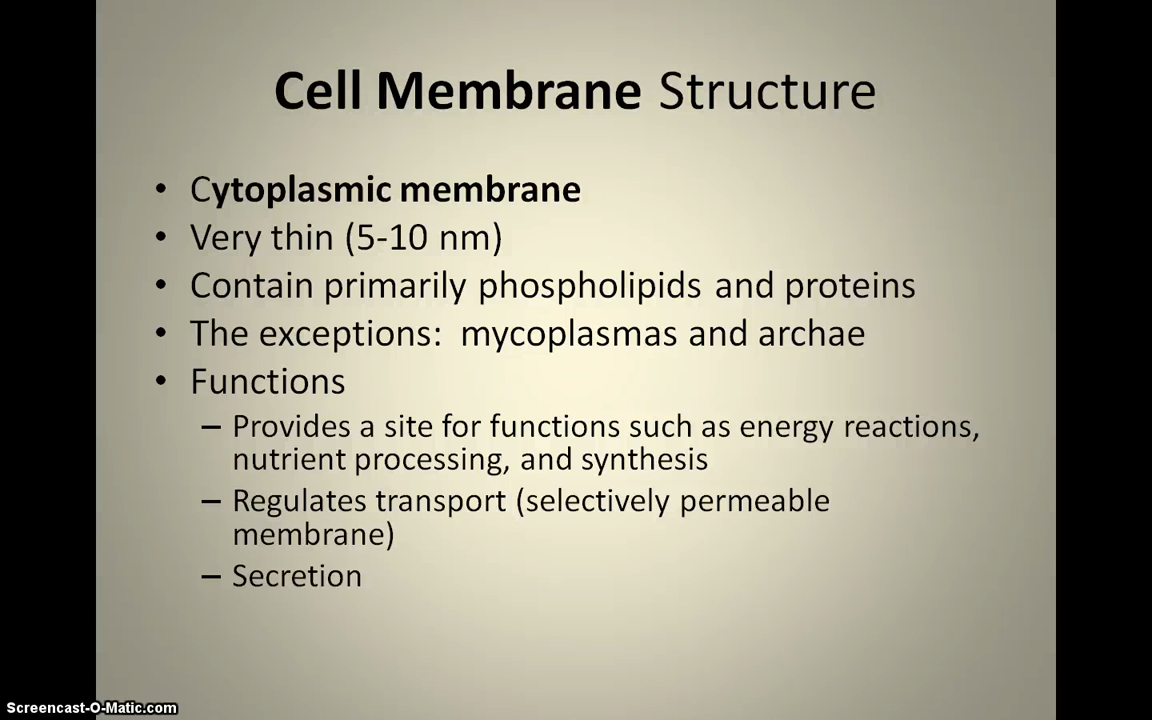 Cell Membrane Structure
• Cytoplasmic membrane
• Very thin (5-10 nm)
• Contain primarily phospholipids and proteins
• The exceptions:  mycoplasmas and archae
• Functions
– Provides a site for functions such as energy reactions,
nutrient processing, and synthesis
– Regulates transport (selectively permeable
membrane)
– Secretion
Screencast-O-Matic.com